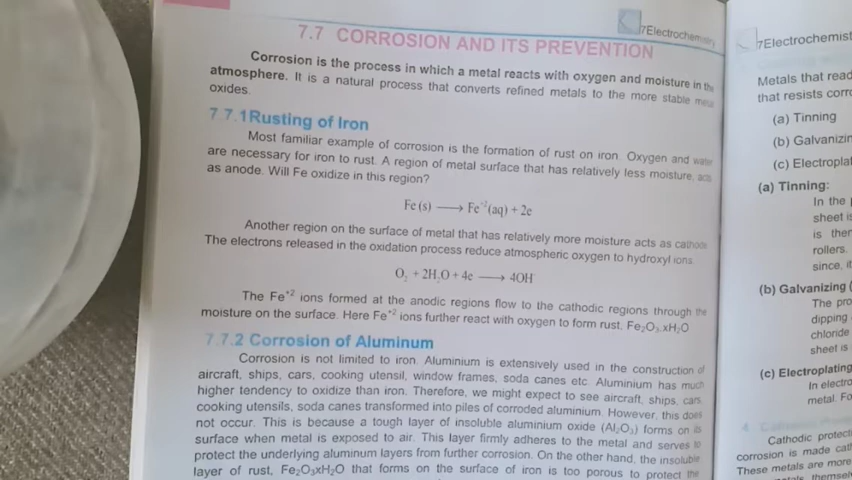 7Electrochemistry
7.7 CORROSION AND ITS PREVENTION
Corrosion is the process in which a metal reacts with oxygen and moisture in the
atmosphere. It is a natural process that converts refined metals to the more stable metal
oxides.
7.7.1Rusting of Iron
Most familiar example of corrosion is the formation of rust on iron. Oxygen and water
are necessary for iron to rust. A region of metal surface that has relatively less moisture, acts
as anode. Will Fe oxidize in this region?
Fe (s) ⟶ Fe⁺²(aq) + 2e
Another region on the surface of metal that has relatively more moisture acts as cathode.
The electrons released in the oxidation process reduce atmospheric oxygen to hydroxyl ions.
O₂ + 2H₂O + 4e ⟶ 4OH⁻
The Fe⁺² ions formed at the anodic regions flow to the cathodic regions through the
moisture on the surface. Here Fe⁺² ions further react with oxygen to form rust, Fe₂O₃.xH₂O
7.7.2 Corrosion of Aluminum
Corrosion is not limited to iron. Aluminium is extensively used in the construction of
aircraft, ships, cars, cooking utensil, window frames, soda canes etc. Aluminium has much
higher tendency to oxidize than iron. Therefore, we might expect to see aircraft, ships, cars,
cooking utensils, soda canes transformed into piles of corroded aluminium. However, this does
not occur. This is because a tough layer of insoluble aluminium oxide (Al₂O₃) forms on its
surface when metal is exposed to air. This layer firmly adheres to the metal and serves to
protect the underlying aluminum layers from further corrosion. On the other hand, the insoluble
layer of rust, Fe₂O₃xH₂O that forms on the surface of iron is too porous to protect the
7Electrochemist
Metals that read
that resists corr
(a) Tinning
(b) Galvanizin
(c) Electroplat
(a) Tinning:
In the
sheet is
is ther
rollers.
since, it
(b) Galvanizing (
The pro
dipping
chloride
sheet is
(c) Electroplating
In electro
metal. Fo
Cathodic protecti
corrosion is made cath
These metals are more
themsel